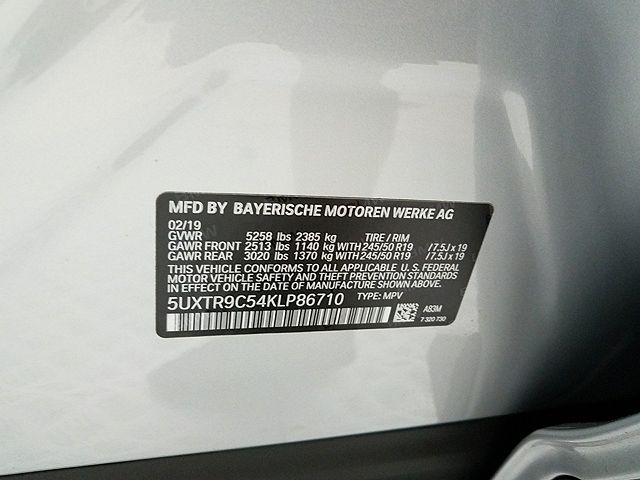 MFD BY BAYERISCHE MOTOREN WERKE AG
02/19
GVWR 5258 lbs 2385 kg TIRE / RIM
GAWR FRONT 2513 lbs 1140 kg WITH 245/50 R19 / 7.5J x 19
GAWR REAR 3020 lbs 1370 kg WITH 245/50 R19 / 7.5J x 19
THIS VEHICLE CONFORMS TO ALL APPLICABLE U. S. FEDERAL
MOTOR VEHICLE SAFETY AND THEFT PREVENTION STANDARDS
IN EFFECT ON THE DATE OF MANUFACTURE SHOWN ABOVE.
5UXTR9C54KLP86710 TYPE: MPV
A83M
7 320 730